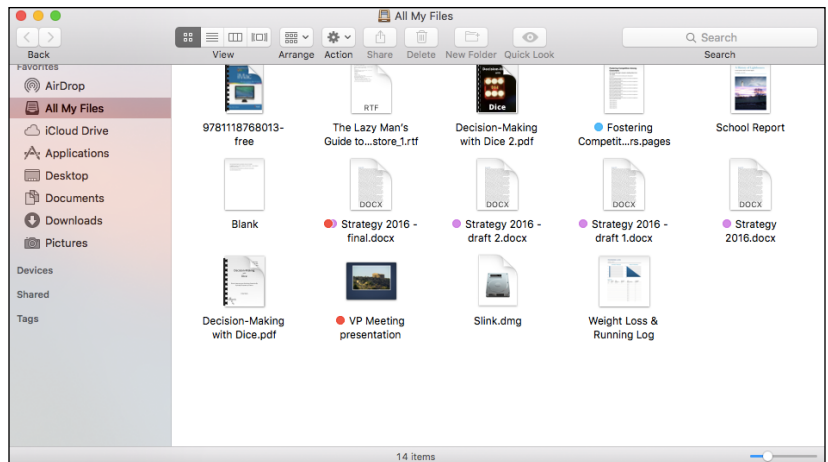 All My Files
Search
Back
View
Arrange
Action
Share
Delete
New Folder
Quick Look
Search
Favorites
AirDrop
All My Files
iCloud Drive
Applications
Desktop
Documents
Downloads
Pictures
Devices
Shared
Tags
RTF
Dice
9781118768013-
free
The Lazy Man's
Guide to...store_1.rtf
Decision-Making
with Dice 2.pdf
Fostering
Competit...rs.pages
School Report
DOCX
DOCX
DOCX
DOCX
Blank
Strategy 2016 -
final.docx
Strategy 2016 -
draft 2.docx
Strategy 2016 -
draft 1.docx
Strategy
2016.docx
Decision-Making
with Dice.pdf
VP Meeting
presentation
Slink.dmg
Weight Loss &
Running Log
14 items